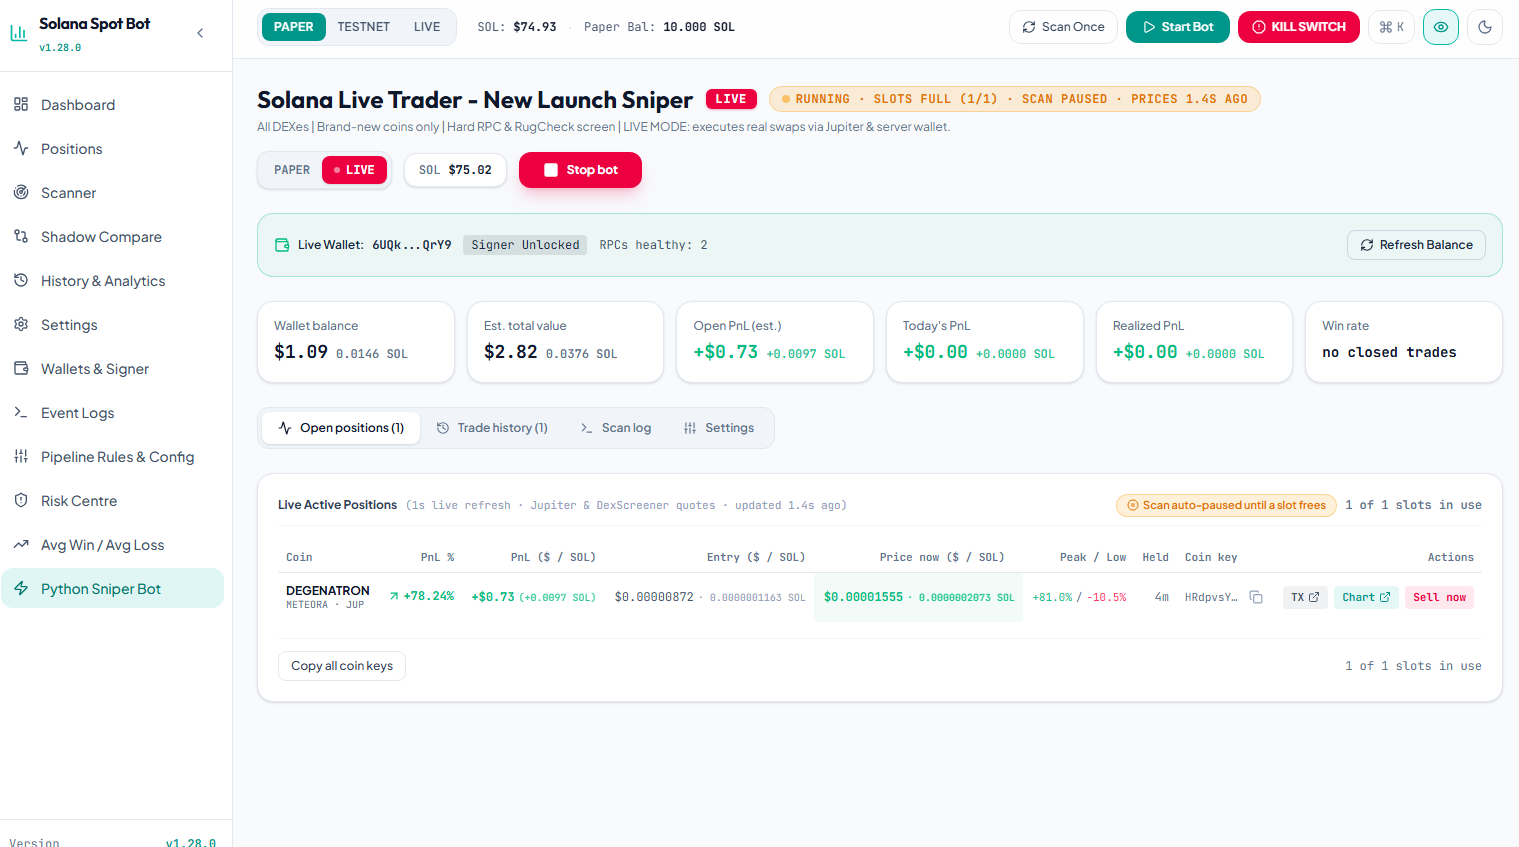 Solana Spot Bot
v1.28.0
Dashboard
Positions
Scanner
Shadow Compare
History & Analytics
Settings
Wallets & Signer
Event Logs
Pipeline Rules & Config
Risk Centre
Avg Win / Avg Loss
Python Sniper Bot
Version v1.28.0
PAPER TESTNET LIVE SOL: $74.93 · Paper Bal: 10.000 SOL Scan Once Start Bot KILL SWITCH ⌘ K
Solana Live Trader - New Launch Sniper LIVE RUNNING · SLOTS FULL (1/1) · SCAN PAUSED · PRICES 1.4S AGO
All DEXes | Brand-new coins only | Hard RPC & RugCheck screen | LIVE MODE: executes real swaps via Jupiter & server wallet.
PAPER LIVE SOL $75.02 Stop bot
Live Wallet: 6UQk...QrY9 Signer Unlocked RPCs healthy: 2 Refresh Balance
Wallet balance
$1.09 0.0146 SOL
Est. total value
$2.82 0.0376 SOL
Open PnL (est.)
+$0.73 +0.0097 SOL
Today's PnL
+$0.00 +0.0000 SOL
Realized PnL
+$0.00 +0.0000 SOL
Win rate
no closed trades
Open positions (1) Trade history (1) Scan log Settings
Live Active Positions (1s live refresh · Jupiter & DexScreener quotes · updated 1.4s ago) Scan auto-paused until a slot frees 1 of 1 slots in use
Coin PnL % PnL ($ / SOL) Entry ($ / SOL) Price now ($ / SOL) Peak / Low Held Coin key Actions
DEGENATRON +78.24% +$0.73 (+0.0097 SOL) $0.00000872 · 0.0000001163 SOL $0.00001555 · 0.0000002073 SOL +81.0% / -10.5% 4m HRdpvsY… TX Chart Sell now
METEORA · JUP
Copy all coin keys 1 of 1 slots in use